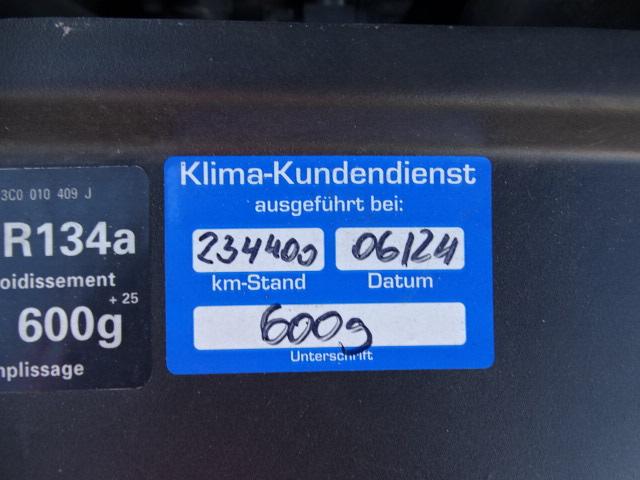 3C0 010 409 J
R134a
oidissement
600g + 25
nplissage
Klima-Kundendienst
ausgeführt bei:
234400 06/24
km-Stand Datum
600g
Unterschrift